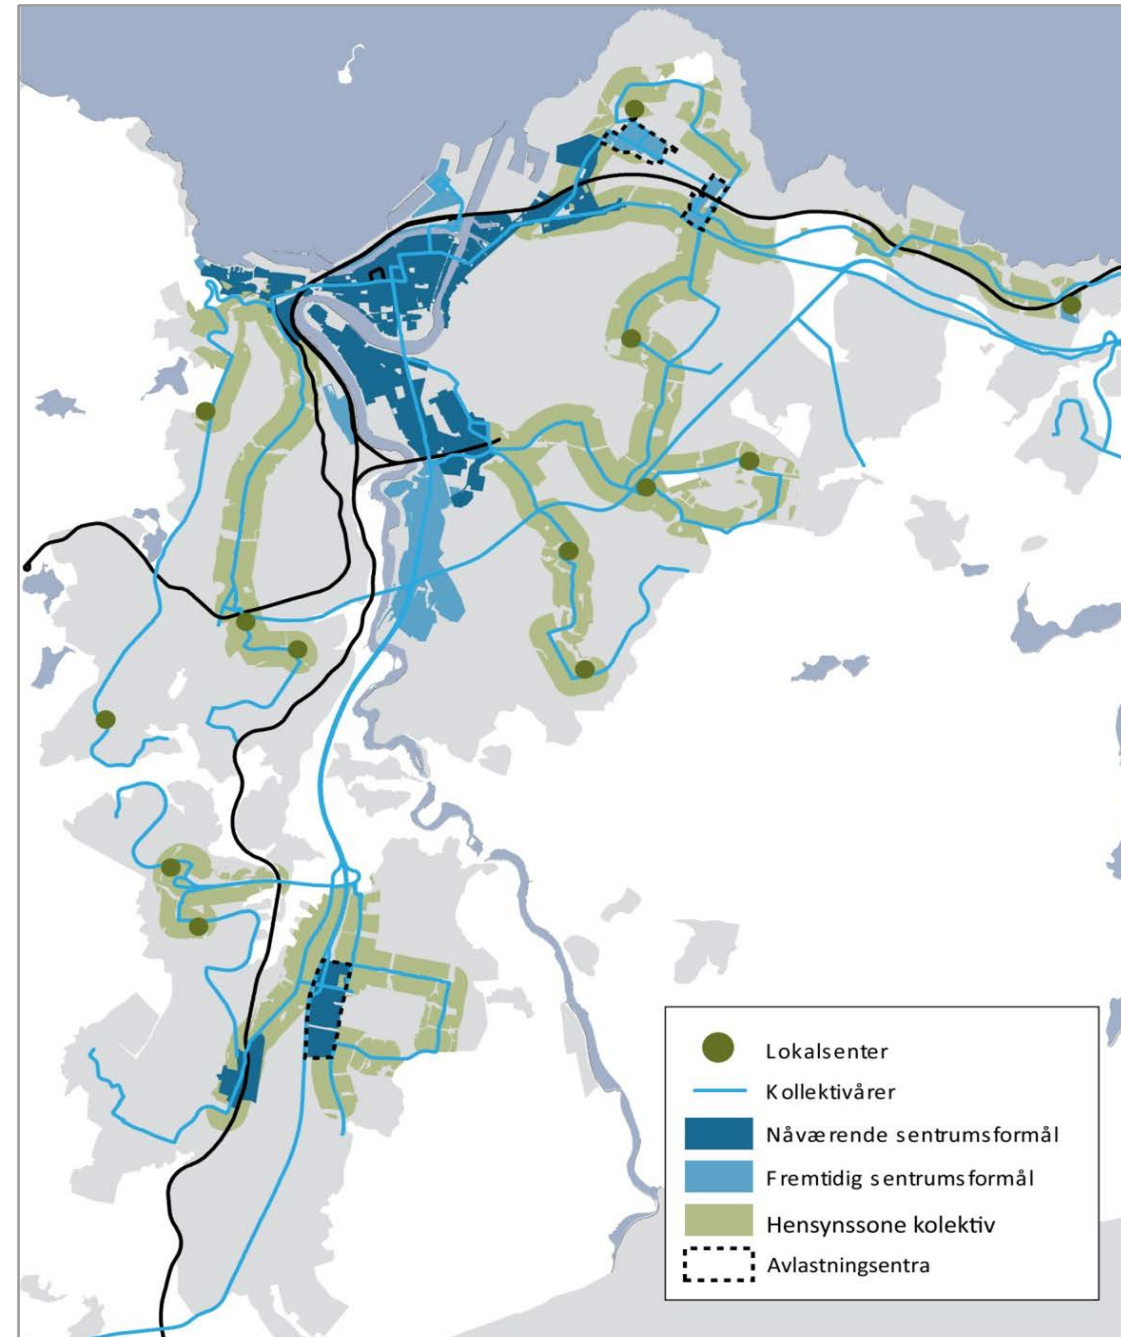 Lokalsenter
Kollektivårer
Nåværende sentrumsformål
Fremtidig sentrumsformål
Hensynssone kolektiv
Avlastningsentra